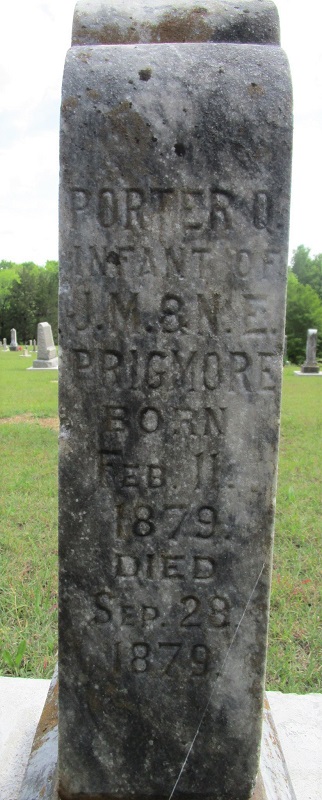 PORTER O.
INFANT OF
J.M. & N.E.
PRIGMORE
BORN
FEB. 11.
1879.
DIED
SEP. 28.
1879.